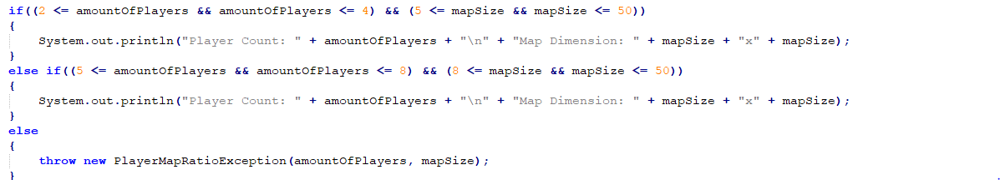 if((2 <= amountOfPlayers && amountOfPlayers <= 4) && (5 <= mapSize && mapSize <= 50))
{
    System.out.println("Player Count: " + amountOfPlayers + "\n" + "Map Dimension: " + mapSize + "x" + mapSize);
}
else if((5 <= amountOfPlayers && amountOfPlayers <= 8) && (8 <= mapSize && mapSize <= 50))
{
    System.out.println("Player Count: " + amountOfPlayers + "\n" + "Map Dimension: " + mapSize + "x" + mapSize);
}
else
{
    throw new PlayerMapRatioException(amountOfPlayers, mapSize);
}